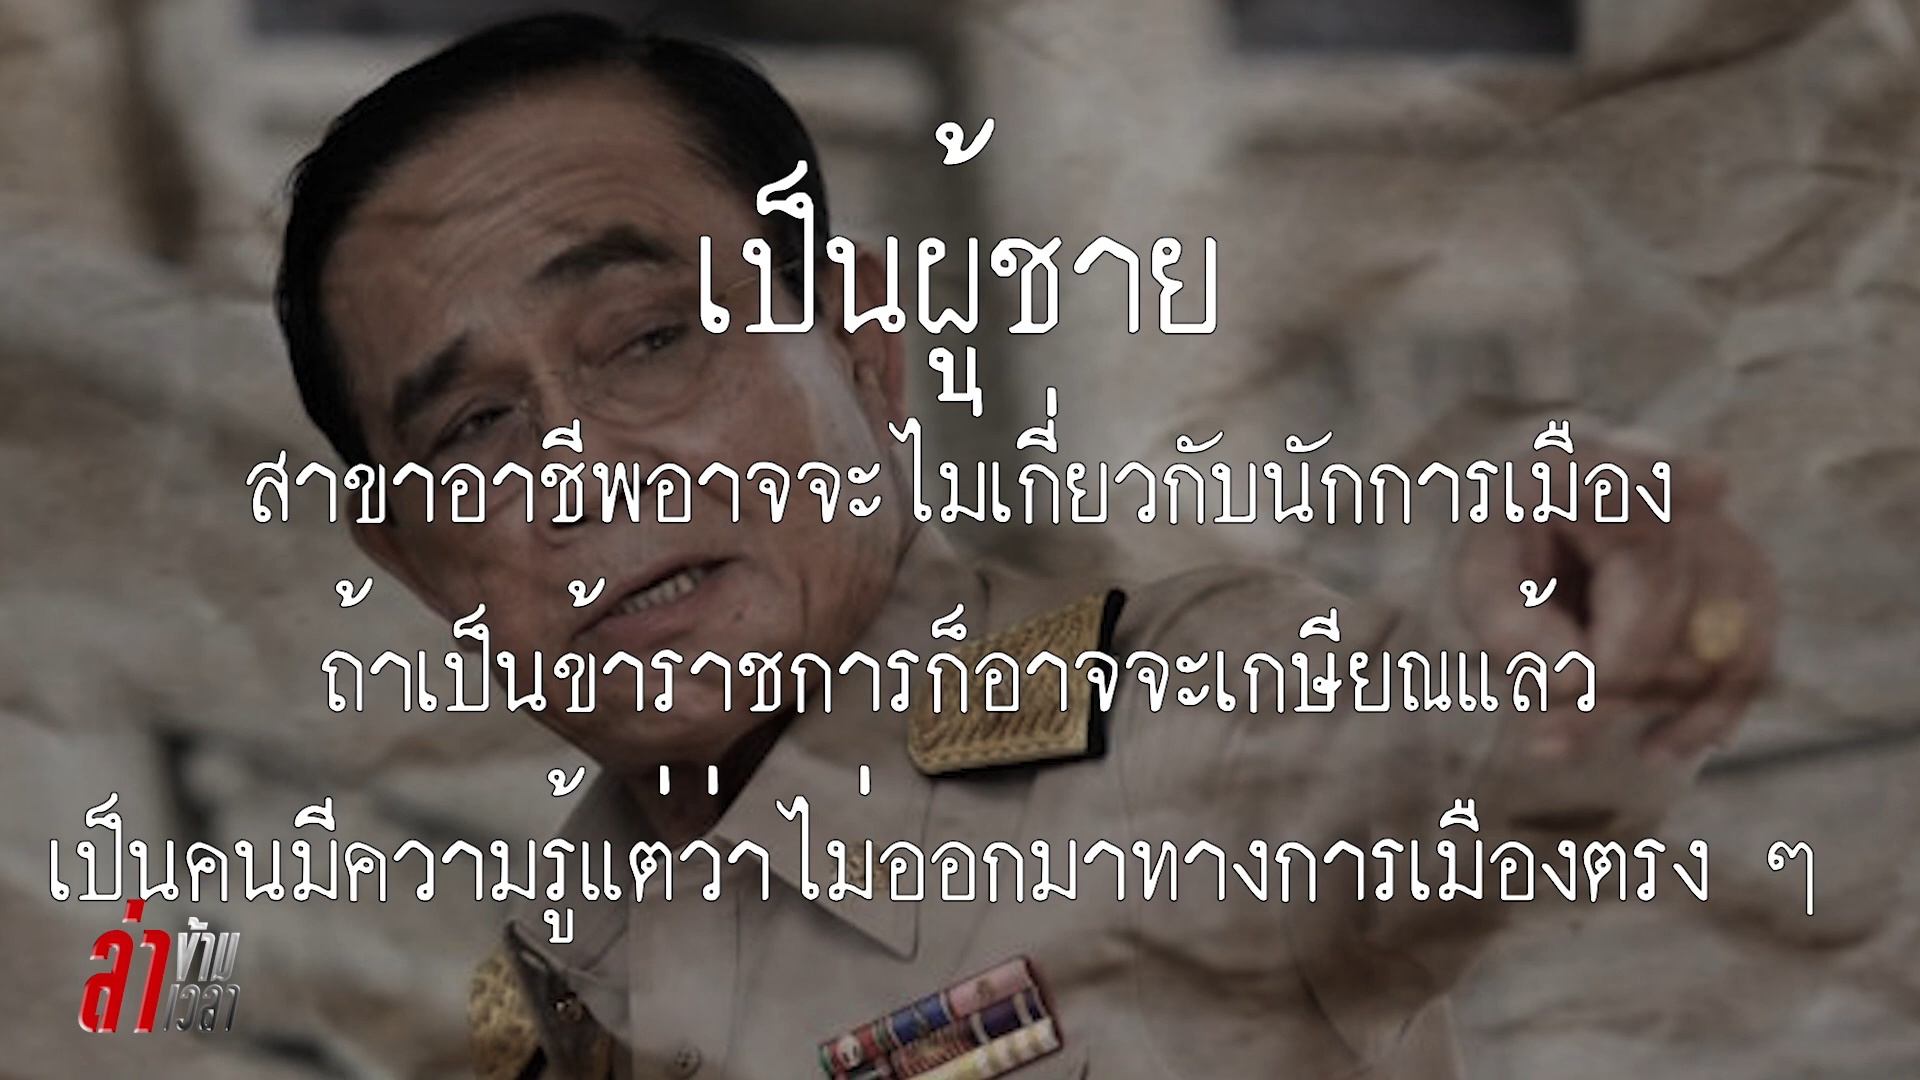 เป็นผู้ชาย
สาขาอาชีพอาจจะไม่เกี่ยวกับนักการเมือง
ถ้าเป็นข้าราชการก็อาจจะเกษียณแล้ว
เป็นคนมีความรู้แต่ว่าไม่ออกมาทางการเมืองตรง ๆ
ล่า
ข้าม
เวลา